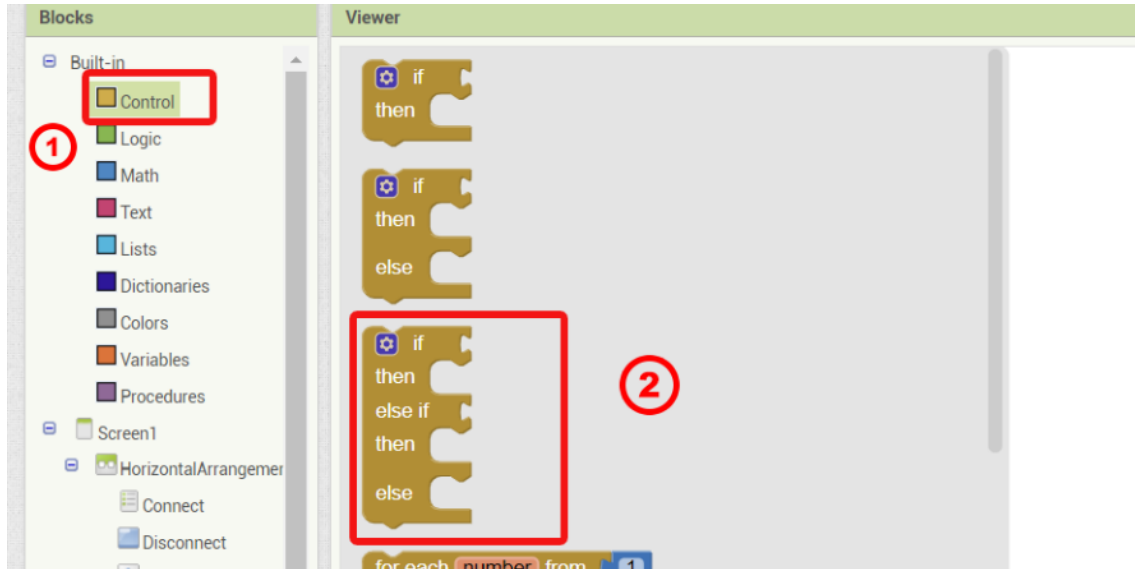 Blocks
Built-in
Control
1
Logic
Math
Text
Lists
Dictionaries
Colors
Variables
Procedures
Screen1
HorizontalArrangemer
Connect
Disconnect
Viewer
if
then
if
then
else
if
then
else if
then
else
2
for each number from 1